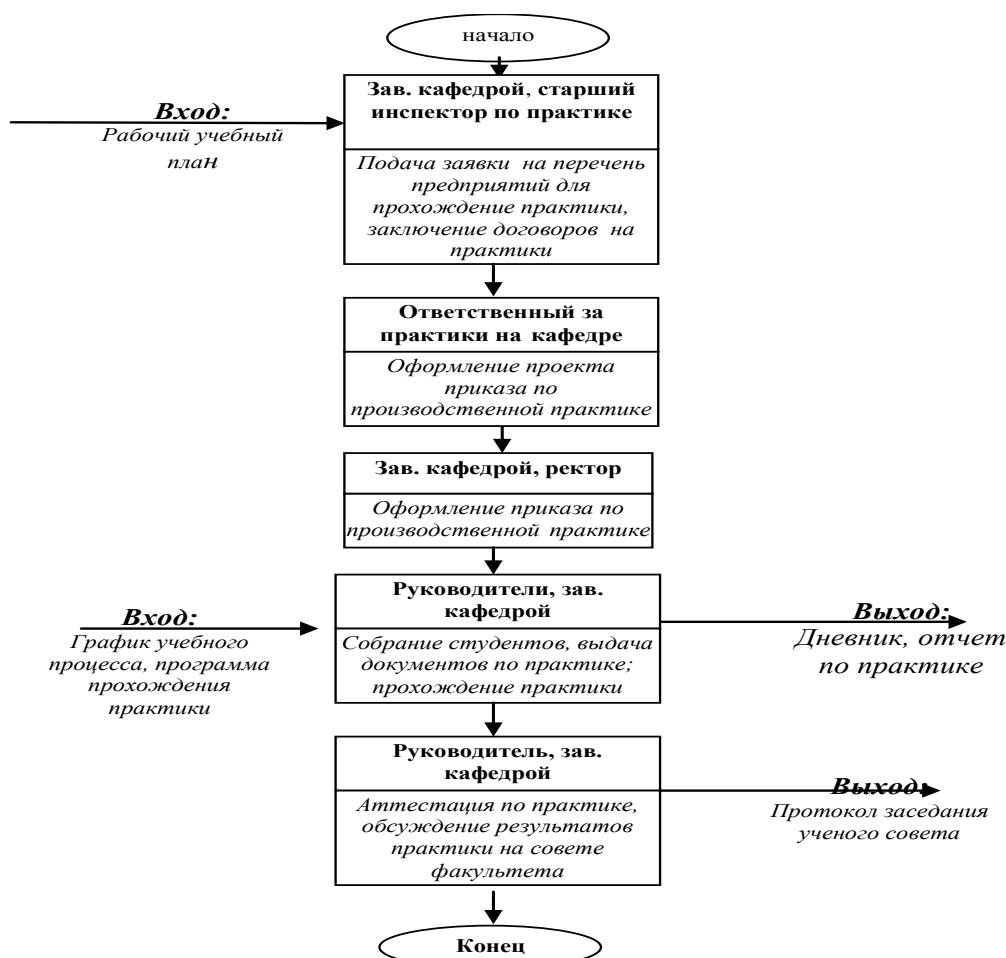 начало
Зав. кафедрой, старший
инспектор по практике
Вход:
Рабочий учебный
план
Подача заявки на перечень
предприятий для
прохождение практики,
заключение договоров на
практики
Ответственный за
практики на кафедре
Оформление проекта
приказа по
производственной практике
Зав. кафедрой, ректор
Оформление приказа по
производственной практике
Руководители, зав.
кафедрой
Вход:
График учебного
процесса, программа
прохождения
практики
Собрание студентов, выдача
документов по практике;
прохождение практики
Выход:
Дневник, отчет
по практике
Руководитель, зав.
кафедрой
Аттестация по практике,
обсуждение результатов
практики на совете
факультета
Выход:
Протокол заседания
ученого совета
Конец